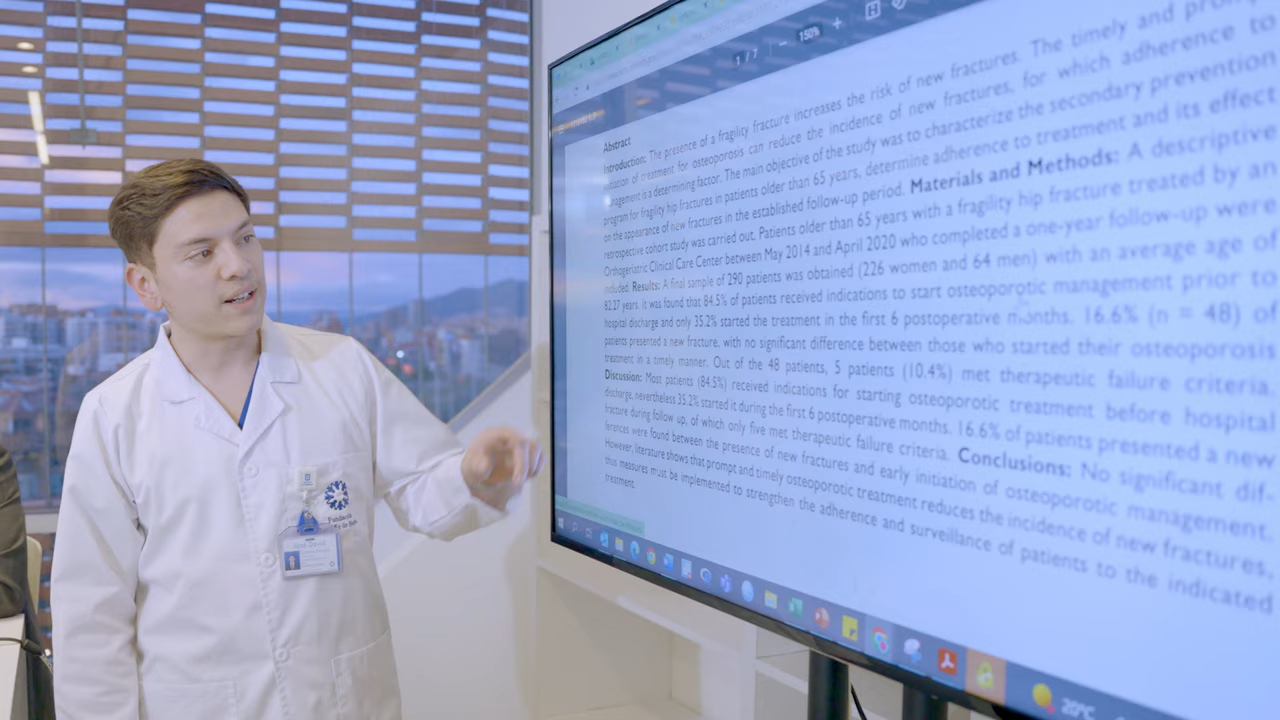 1 / 7
150%
Abstract
Introduction: The presence of a fragility fracture increases the risk of new fractures. The timely and
initiation of treatment for osteoporosis can reduce the incidence of new fractures, for which adherence to
management is a determining factor. The main objective of the study was to characterize the secondary prevention
program for fragility hip fractures in patients older than 65 years, determine adherence to treatment and its effect
on the appearance of new fractures in the established follow-up period. Materials and Methods: A descriptive
retrospective cohort study was carried out. Patients older than 65 years with a fragility hip fracture treated by an
Orthogeriatric Clinical Care Center between May 2014 and April 2020 who completed a one-year follow-up were
included. Results: A final sample of 290 patients was obtained (226 women and 64 men) with an average age of
82.27 years. It was found that 84.5% of patients received indications to start osteoporotic management prior to
hospital discharge and only 35.2% started the treatment in the first 6 postoperative months. 16.6% (n = 48) of
patients presented a new fracture, with no significant difference between those who started their osteoporosis
treatment in a timely manner. Out of the 48 patients, 5 patients (10.4%) met therapeutic failure criteria.
Discussion: Most patients (84.5%) received indications for starting osteoporotic treatment before hospital
discharge, nevertheless 35.2% started it during the first 6 postoperative months. 16.6% of patients presented a new
fracture during follow up, of which only five met therapeutic failure criteria. Conclusions: No significant dif-
ferences were found between the presence of new fractures and early initiation of osteoporotic management.
However, literature shows that prompt and timely osteoporotic treatment reduces the incidence of new fractures,
thus measures must be implemented to strengthen the adherence and surveillance of patients to the indicated
treatment.
20°C